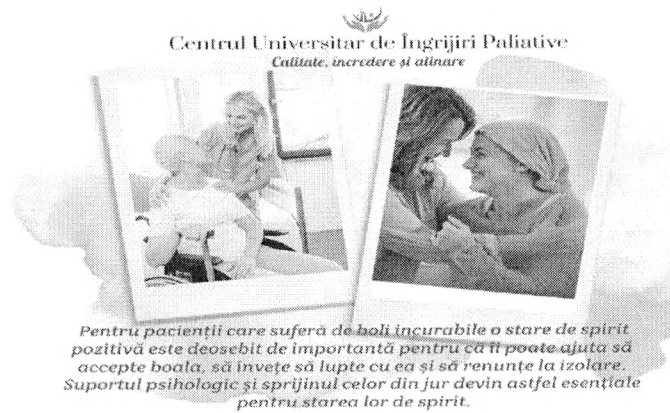 Centrul Universitar de Îngrijiri Paliative
Calitate, încredere și alinare
Pentru pacienții care suferă de boli incurabile o stare de spirit
pozitivă este deosebit de importantă pentru că îi poate ajuta să
accepte boala, să învețe să lupte cu ea și să renunțe la izolare.
Suportul psihologic și sprijinul celor din jur devin astfel esențiale
pentru starea lor de spirit.